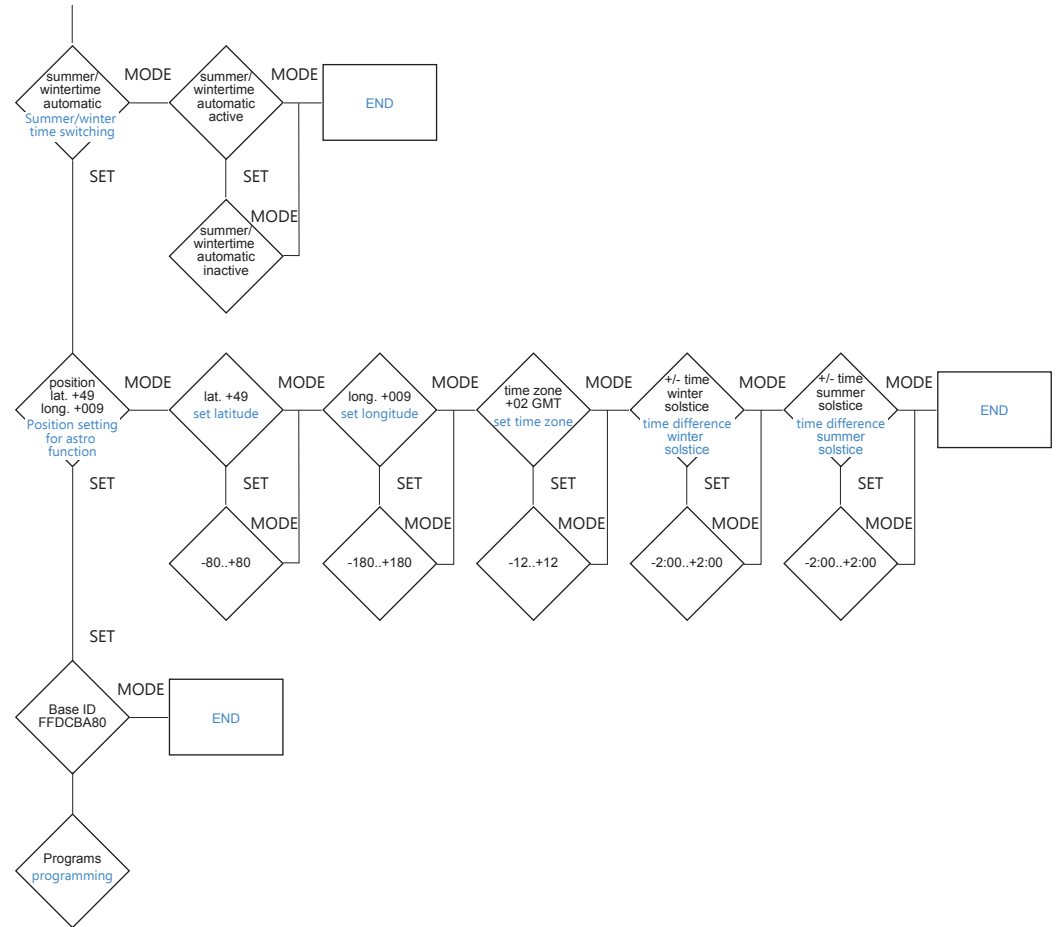 summer/
wintertime
automatic
Summer/winter
time switching
MODE
summer/
wintertime
automatic
active
MODE
END
SET
SET
MODE
summer/
wintertime
automatic
inactive
position
lat. +49
long. +009
Position setting
for astro
function
MODE
lat. +49
set latitude
MODE
long. +009
set longitude
MODE
time zone
+02 GMT
set time zone
MODE
+/- time
winter
solstice
time difference
winter
solstice
MODE
+/- time
summer
solstice
time difference
summer
solstice
MODE
END
SET
SET
SET
SET
SET
SET
MODE
MODE
MODE
MODE
MODE
-80..+80
-180..+180
-12..+12
-2:00..+2:00
-2:00..+2:00
SET
Base ID
FFDCBA80
MODE
END
Programs
programming